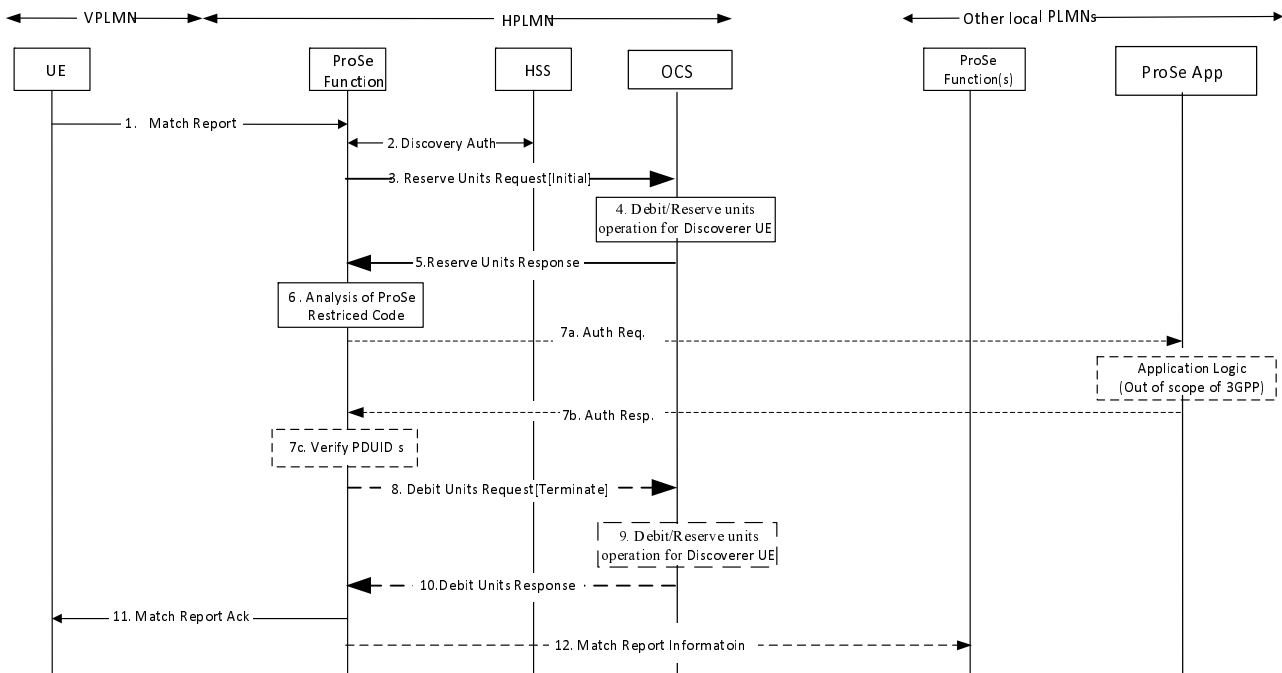 VPLMN
HPLMN
Other local PLMNs
UE
ProSe
Function
HSS
OCS
ProSe
Function(s)
ProSe App
1. Match Report
2. Discovery Auth
3. Reserve Units Request[Initial]
4. Debit/Reserve units
operation for Discoverer UE
5.Reserve Units Response
6. Analysis of ProSe
Restriced Code
7a. Auth Req.
Application Logic
(Out of scope of 3GPP)
7b. Auth Resp.
7c. Verify PDUID s
8. Debit Units Request[Terminate]
9. Debit/Reserve units
operation for Discoverer UE
10.Debit Units Response
11. Match Report Ack
12. Match Report Informatoin